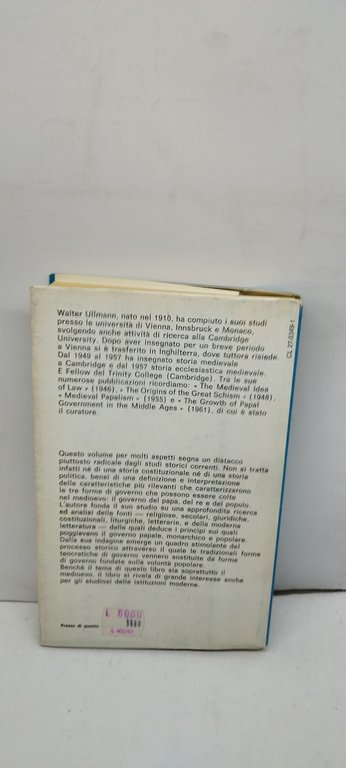 Walter Ullmann, nato nel 1910, ha compiuto i suoi studi
presso le università di Vienna, Innsbruck e Monaco,
svolgendo anche attività di ricerca alla Cambridge
University. Dopo aver insegnato per un breve periodo
a Vienna si è trasferito in Inghilterra, dove tuttora risiede.
Dal 1949 al 1957 ha insegnato storia medievale
a Cambridge e dal 1957 storia ecclesiastica medievale.
È Fellow del Trinity College (Cambridge). Tra le sue
numerose pubblicazioni ricordiamo: « The Medieval Idea
of Law » (1946), « The Origins of the Great Schism » (1948),
« Medieval Papalism » (1955) e « The Growth of Papal
Government in the Middle Ages » (1961), di cui è stato
il curatore.
Questo volume per molti aspetti segna un distacco
piuttosto radicale dagli studi storici correnti. Non si tratta
infatti né di una storia costituzionale né di una storia
politica, bensì di una definizione e interpretazione
delle caratteristiche più rilevanti che caratterizzarono
le tre forme di governo che possono essere colte
nel medioevo: il governo del papa, del re e del popolo.
L'autore fonda il suo studio su una approfondita ricerca
ed analisi delle fonti — religiose, secolari, giuridiche,
costituzionali, liturgiche, letterarie, e della moderna
letteratura — dalle quali deduce i principi sui quali
poggiavano il governo papale, monarchico e popolare.
Dalla sua indagine emerge un quadro stimolante del
processo storico attraverso il quale le tradizionali forme
teocratiche di governo vennero sostituite da forme
di governo fondate sulla volontà popolare.
Benché il tema di questo libro sia soprattutto il
medioevo, il libro si rivela di grande interesse anche
per gli studiosi delle istituzioni moderne.
Prezzo di questo